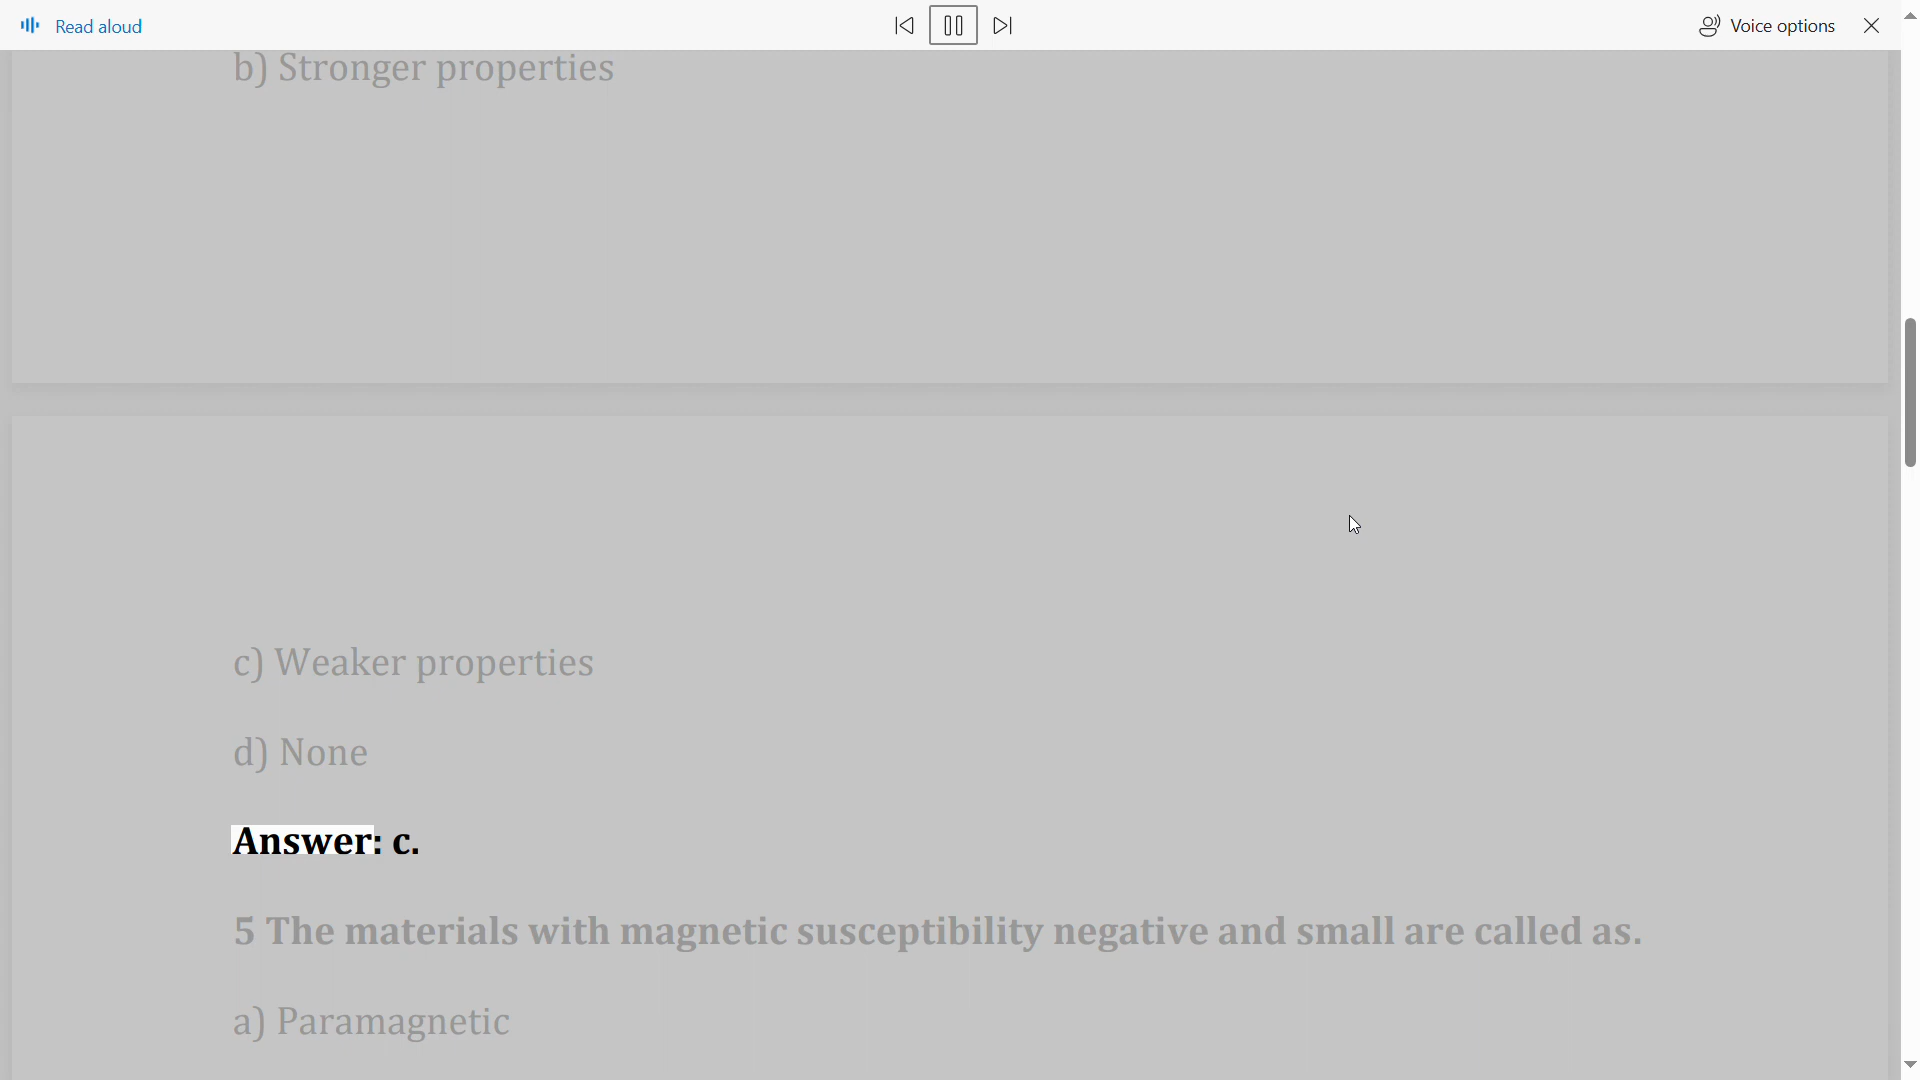 Read aloud
Voice options
b) Stronger properties
c) Weaker properties
d) None
Answer: c.
5 The materials with magnetic susceptibility negative and small are called as.
a) Paramagnetic